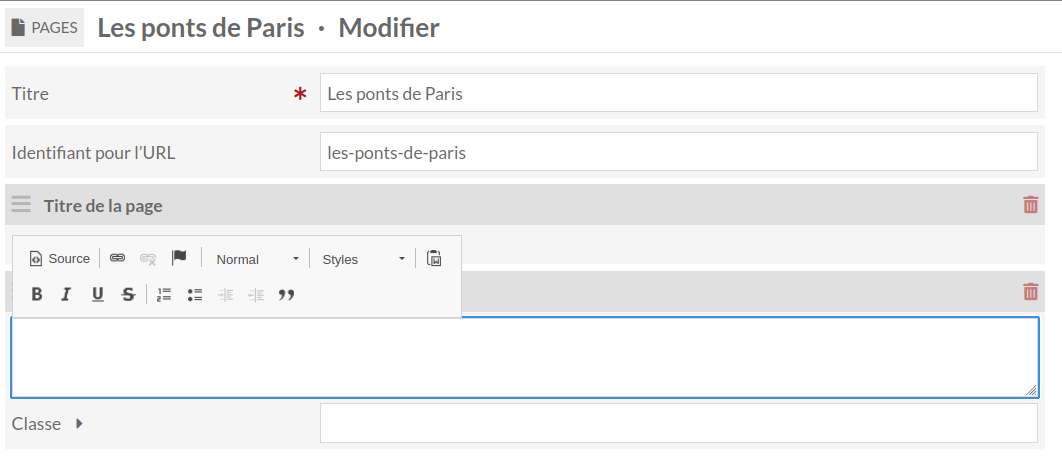 PAGES Les ponts de Paris · Modifier
Titre * Les ponts de Paris
Identifiant pour l’URL les-ponts-de-paris
Titre de la page
Source Normal Styles
B I U S
Classe